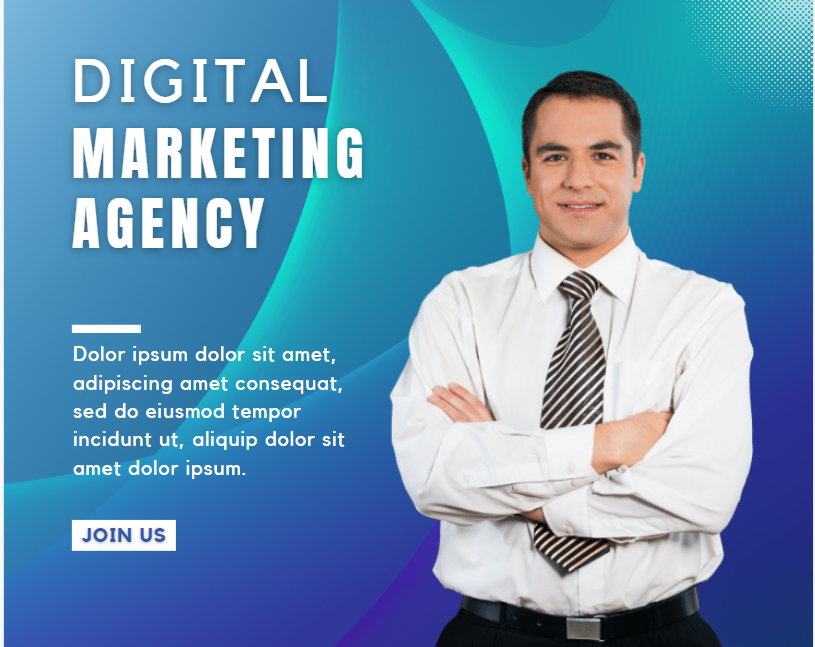 DIGITAL
MARKETING
AGENCY
Dolor ipsum dolor sit amet,
adipiscing amet consequat,
sed do eiusmod tempor
incidunt ut, aliquip dolor sit
amet dolor ipsum.
JOIN US